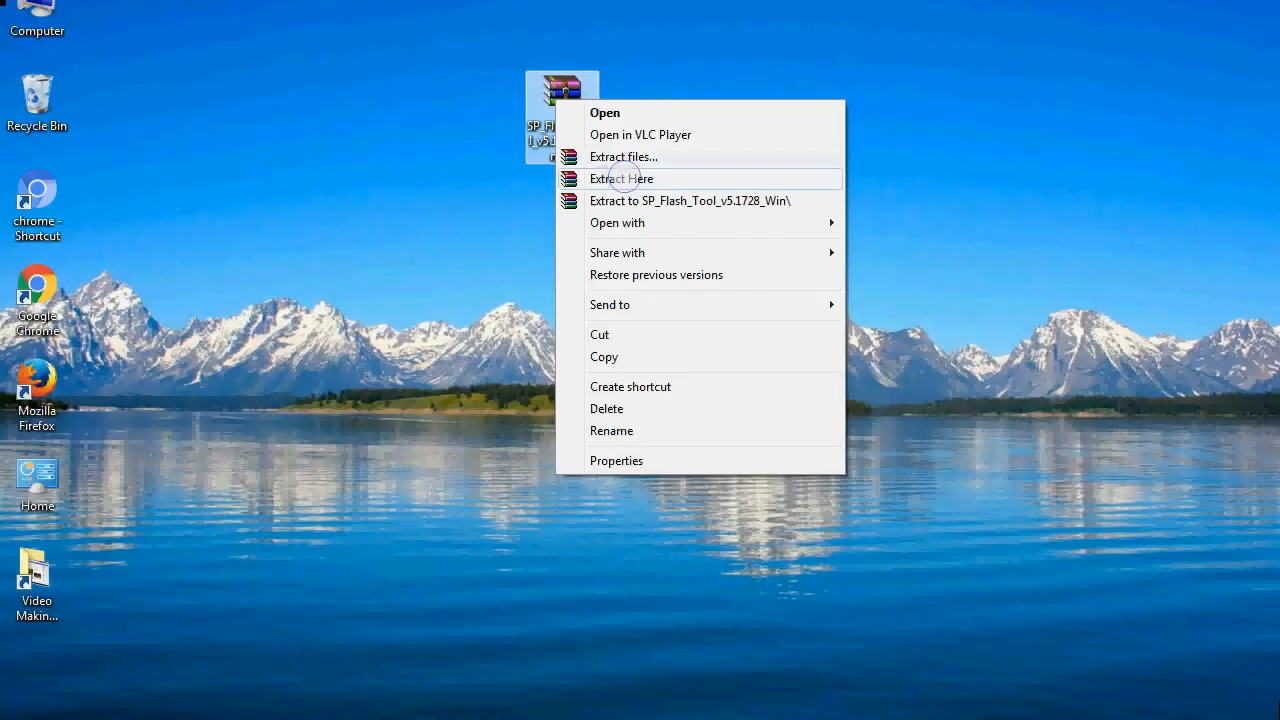 Computer
Recycle Bin
chrome -
Shortcut
Google
Chrome
Mozilla
Firefox
Home
Video
Makin...
Open
Open in VLC Player
Extract files...
Extract Here
Extract to SP_Flash_Tool_v5.1728_Win\
Open with
Share with
Restore previous versions
Send to
Cut
Copy
Create shortcut
Delete
Rename
Properties